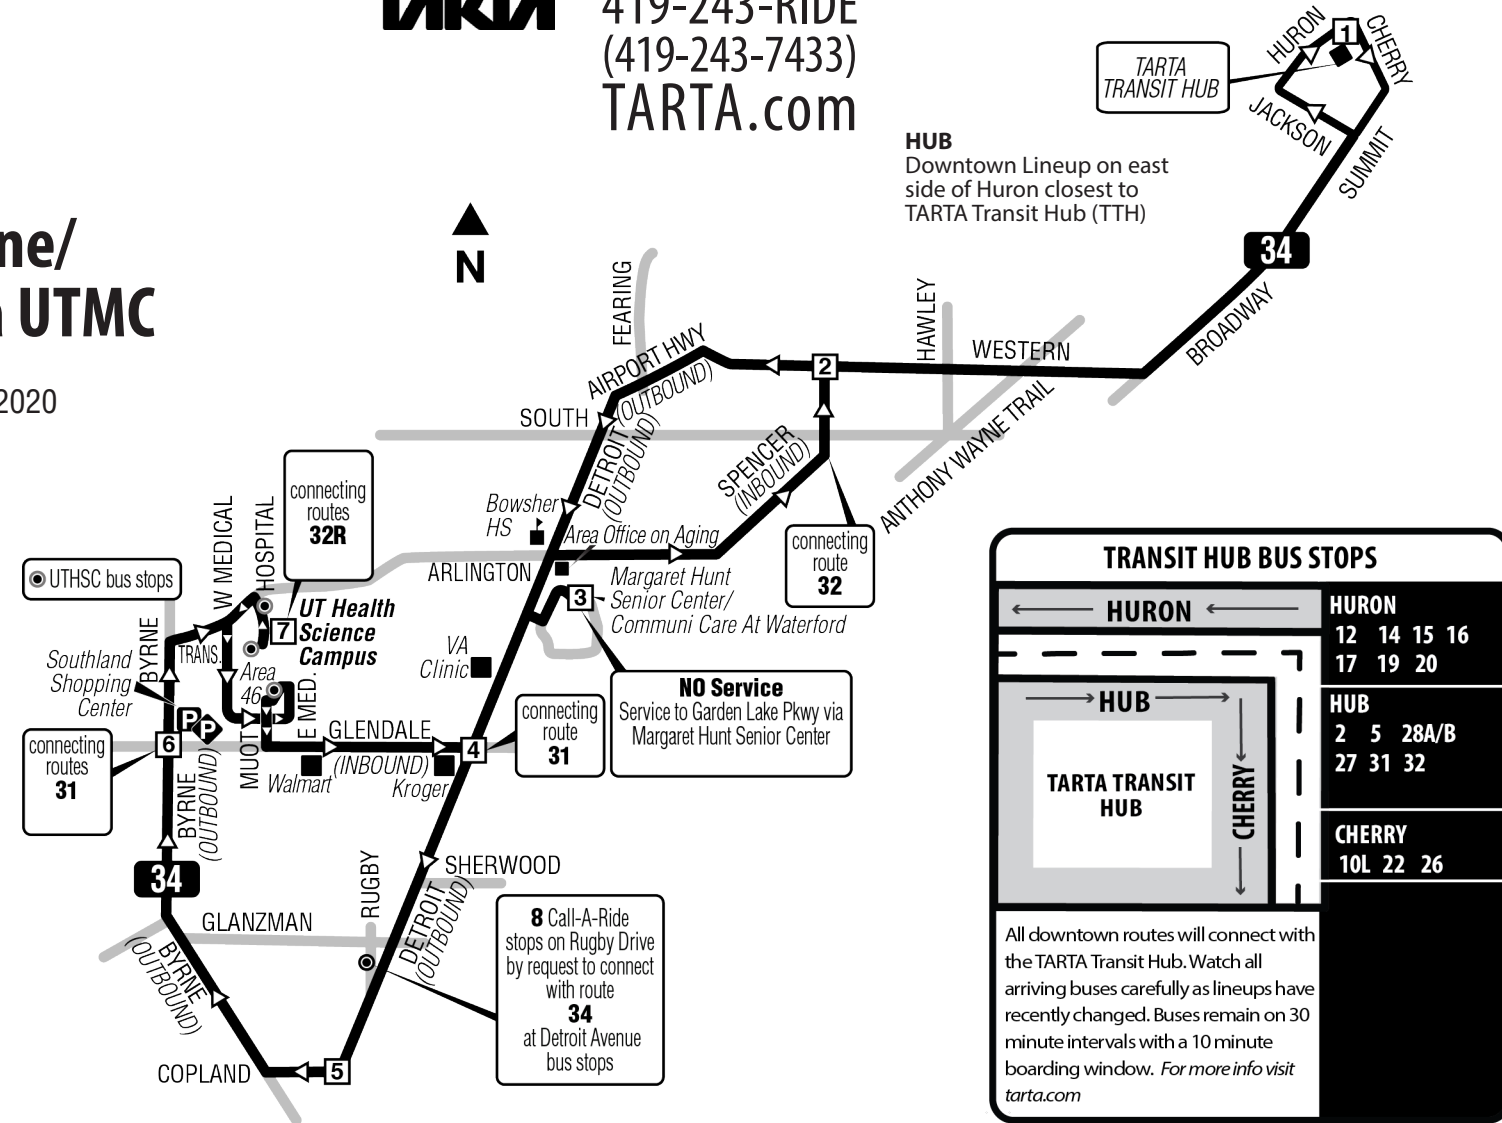 TARTA
419-243-RIDE
(419-243-7433)
TARTA.com
HURON
1
CHERRY
TARTA
TRANSIT HUB
JACKSON
SUMMIT
HUB
Downtown Lineup on east
side of Huron closest to
TARTA Transit Hub (TTH)
ne/
UTMC
2020
N
34
BROADWAY
FEARING
HAWLEY
WESTERN
AIRPORT HWY
(OUTBOUND)
2
ANTHONY WAYNE TRAIL
SOUTH
DETROIT
(OUTBOUND)
SPENCER
(INBOUND)
Bowsher
HS
Area Office on Aging
ARLINGTON
connecting
route
32
connecting
routes
32R
W MEDICAL
HOSPITAL
UTHSC bus stops
Margaret Hunt
Senior Center/
Communi Care At Waterford
3
7
UT Health
Science
Campus
BYRNE
TRANS.
Southland
Shopping
Center
Area
46
E MED.
VA
Clinic
NO Service
Service to Garden Lake Pkwy via
Margaret Hunt Senior Center
connecting
route
31
P
P
MUOT
GLENDALE
(INBOUND)
4
Walmart
Kroger
6
connecting
routes
31
BYRNE
(OUTBOUND)
34
RUGBY
SHERWOOD
GLANZMAN
DETROIT
(OUTBOUND)
BYRNE
(OUTBOUND)
8 Call-A-Ride
stops on Rugby Drive
by request to connect
with route
34
at Detroit Avenue
bus stops
COPLAND
5
TRANSIT HUB BUS STOPS
HURON
HUB
TARTA TRANSIT
HUB
CHERRY
HURON
12 14 15 16
17 19 20
HUB
2 5 28A/B
27 31 32
CHERRY
10L 22 26
All downtown routes will connect with
the TARTA Transit Hub. Watch all
arriving buses carefully as lineups have
recently changed. Buses remain on 30
minute intervals with a 10 minute
boarding window. For more info visit
tarta.com